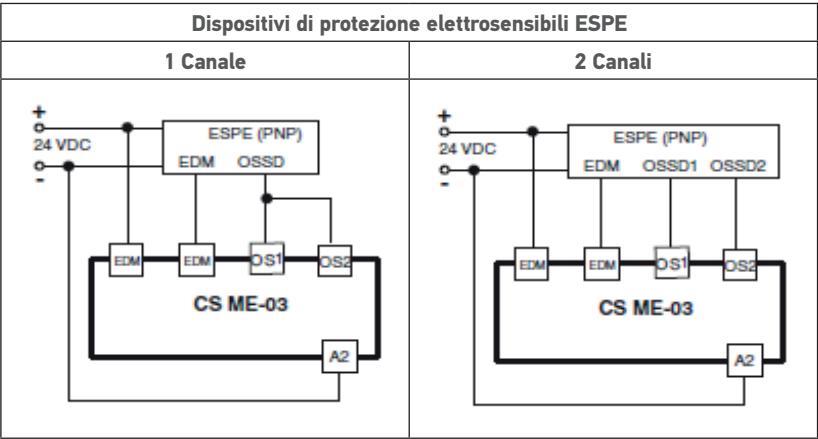 Dispositivi di protezione elettrosensibili ESPE
1 Canale
2 Canali
+
24 VDC
-
ESPE (PNP)
EDM OSSD
EDM EDM OS1 OS2
CS ME-03
A2
+
24 VDC
-
ESPE (PNP)
EDM OSSD1 OSSD2
EDM EDM OS1 OS2
CS ME-03
A2